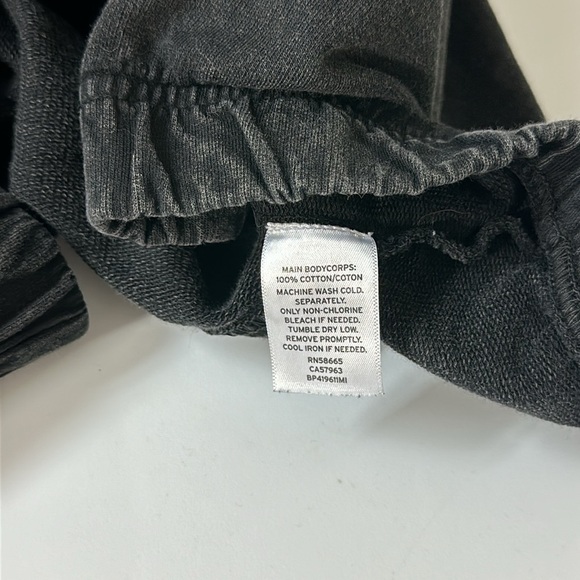 MAIN BODYCORPS:
100% COTTON/COTON
MACHINE WASH COLD.
SEPARATELY.
ONLY NON-CHLORINE
BLEACH IF NEEDED.
TUMBLE DRY LOW.
REMOVE PROMPTLY.
COOL IRON IF NEEDED.
RN58665
CA57963
BP419611MI